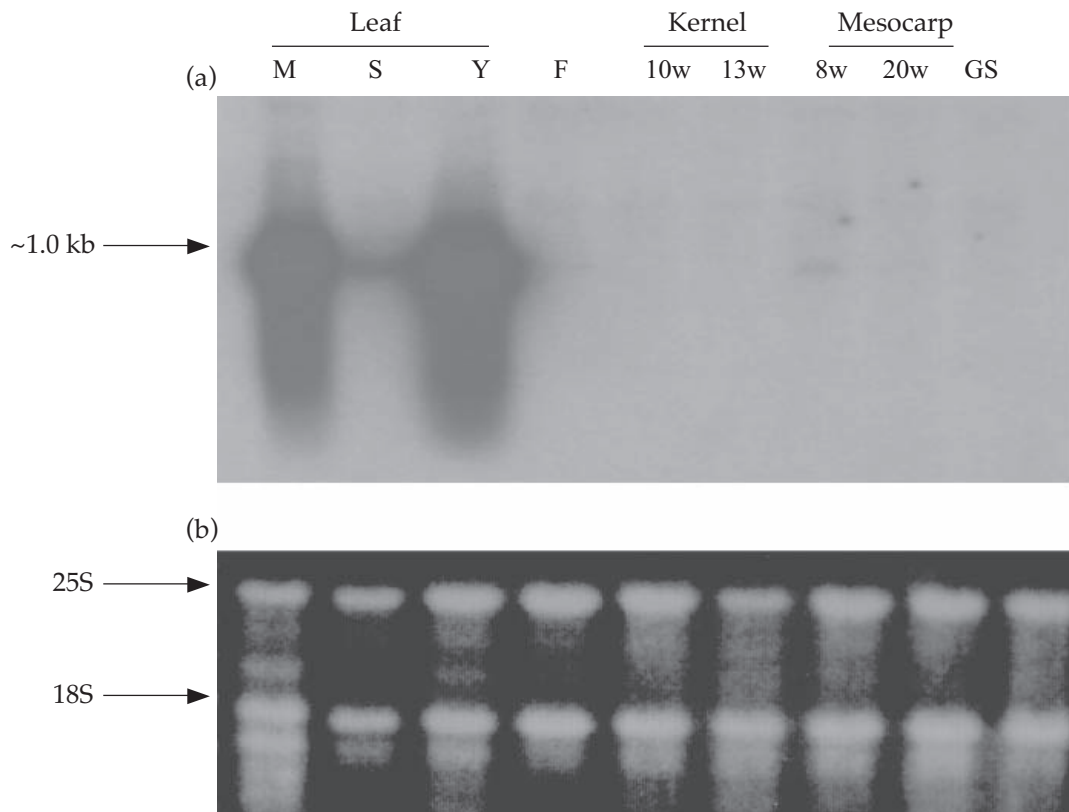 Leaf Kernel Mesocarp
(a) M S Y F 10w 13w 8w 20w GS
~1.0 kb
(b)
25S
18S